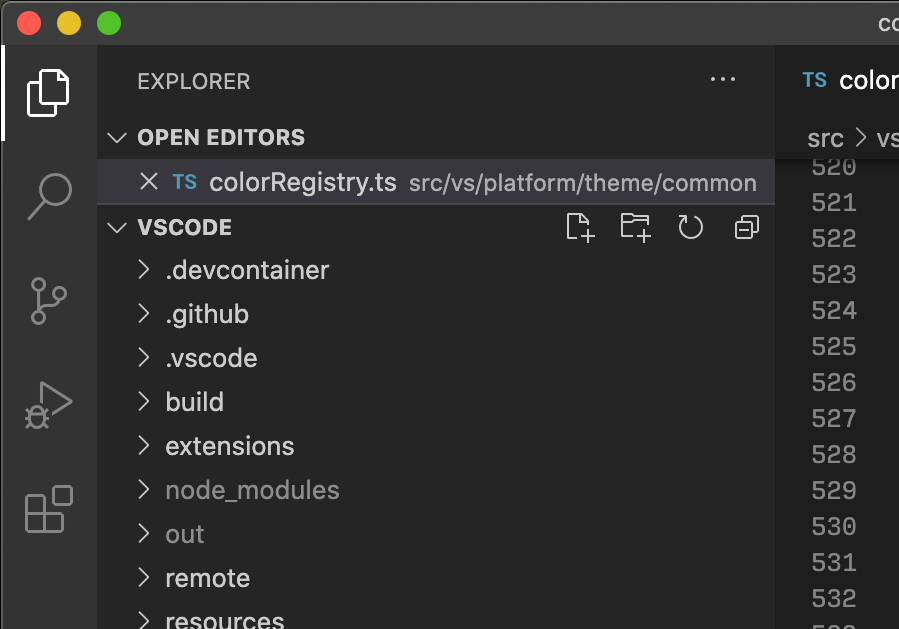 co
EXPLORER
TS color
OPEN EDITORS
src > vs
TS colorRegistry.ts src/vs/platform/theme/common
VSCODE
.devcontainer
.github
.vscode
build
extensions
node_modules
out
remote
resources
520
521
522
523
524
525
526
527
528
529
530
531
532